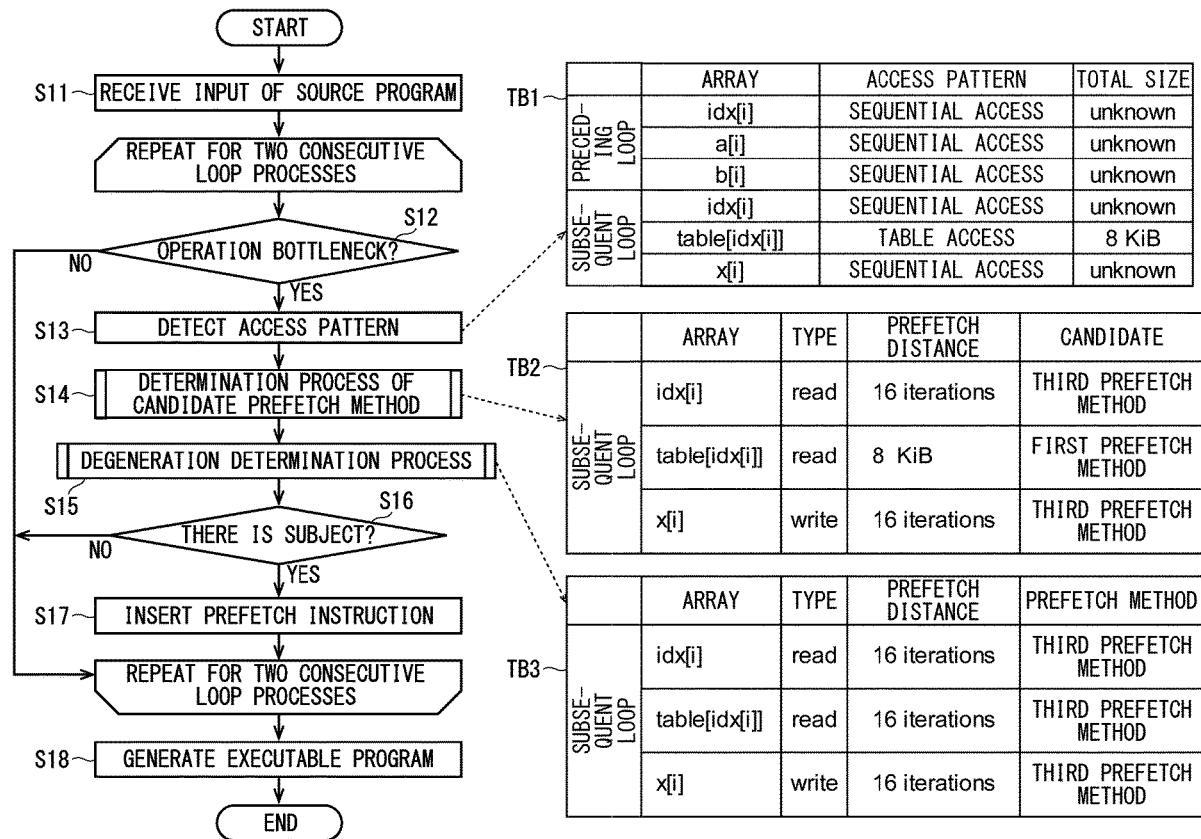 START
S11
RECEIVE INPUT OF SOURCE PROGRAM
REPEAT FOR TWO CONSECUTIVE
LOOP PROCESSES
S12
OPERATION BOTTLENECK?
NO
YES
S13
DETECT ACCESS PATTERN
S14
DETERMINATION PROCESS OF
CANDIDATE PREFETCH METHOD
DEGENERATION DETERMINATION PROCESS
S15
S16
THERE IS SUBJECT?
NO
YES
S17
INSERT PREFETCH INSTRUCTION
REPEAT FOR TWO CONSECUTIVE
LOOP PROCESSES
S18
GENERATE EXECUTABLE PROGRAM
END
TB1
ARRAY ACCESS PATTERN TOTAL SIZE
PRECED-
ING
LOOP
idx[i] SEQUENTIAL ACCESS unknown
a[i] SEQUENTIAL ACCESS unknown
b[i] SEQUENTIAL ACCESS unknown
SUBSE-
QUENT
LOOP
idx[i] SEQUENTIAL ACCESS unknown
table[idx[i]] TABLE ACCESS 8 KiB
x[i] SEQUENTIAL ACCESS unknown
TB2
ARRAY TYPE PREFETCH
DISTANCE CANDIDATE
SUBSE-
QUENT
LOOP
idx[i] read 16 iterations THIRD PREFETCH
METHOD
table[idx[i]] read 8 KiB FIRST PREFETCH
METHOD
x[i] write 16 iterations THIRD PREFETCH
METHOD
TB3
ARRAY TYPE PREFETCH
DISTANCE PREFETCH METHOD
SUBSE-
QUENT
LOOP
idx[i] read 16 iterations THIRD PREFETCH
METHOD
table[idx[i]] read 16 iterations THIRD PREFETCH
METHOD
x[i] write 16 iterations THIRD PREFETCH
METHOD